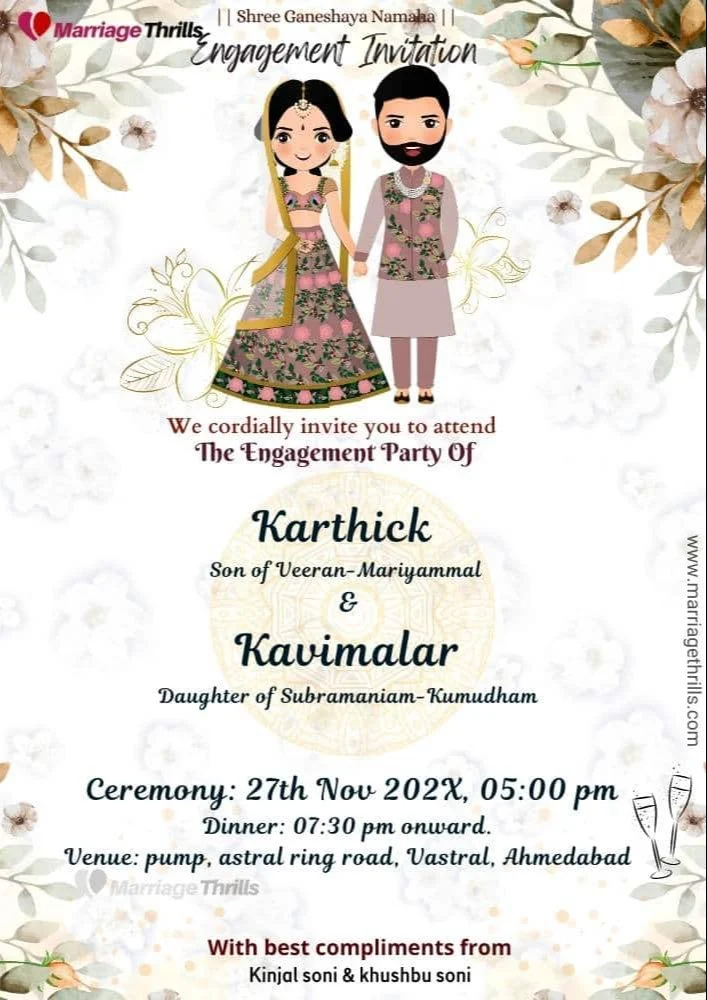 || Shree Ganeshaya Namaha ||
Marriage Thrills
Engagement Invitation
We cordially invite you to attend
The Engagement Party Of
Karthick
Son of Veeran-Mariyammal
&
Kavimalar
Daughter of Subramaniam-Kumudham
www.marriagethrills.com
Ceremony: 27th Nov 202X, 05:00 pm
Dinner: 07:30 pm onward.
Venue: pump, astral ring road, Vastral, Ahmedabad
Marriage Thrills
With best compliments from
Kinjal soni & khushbu soni